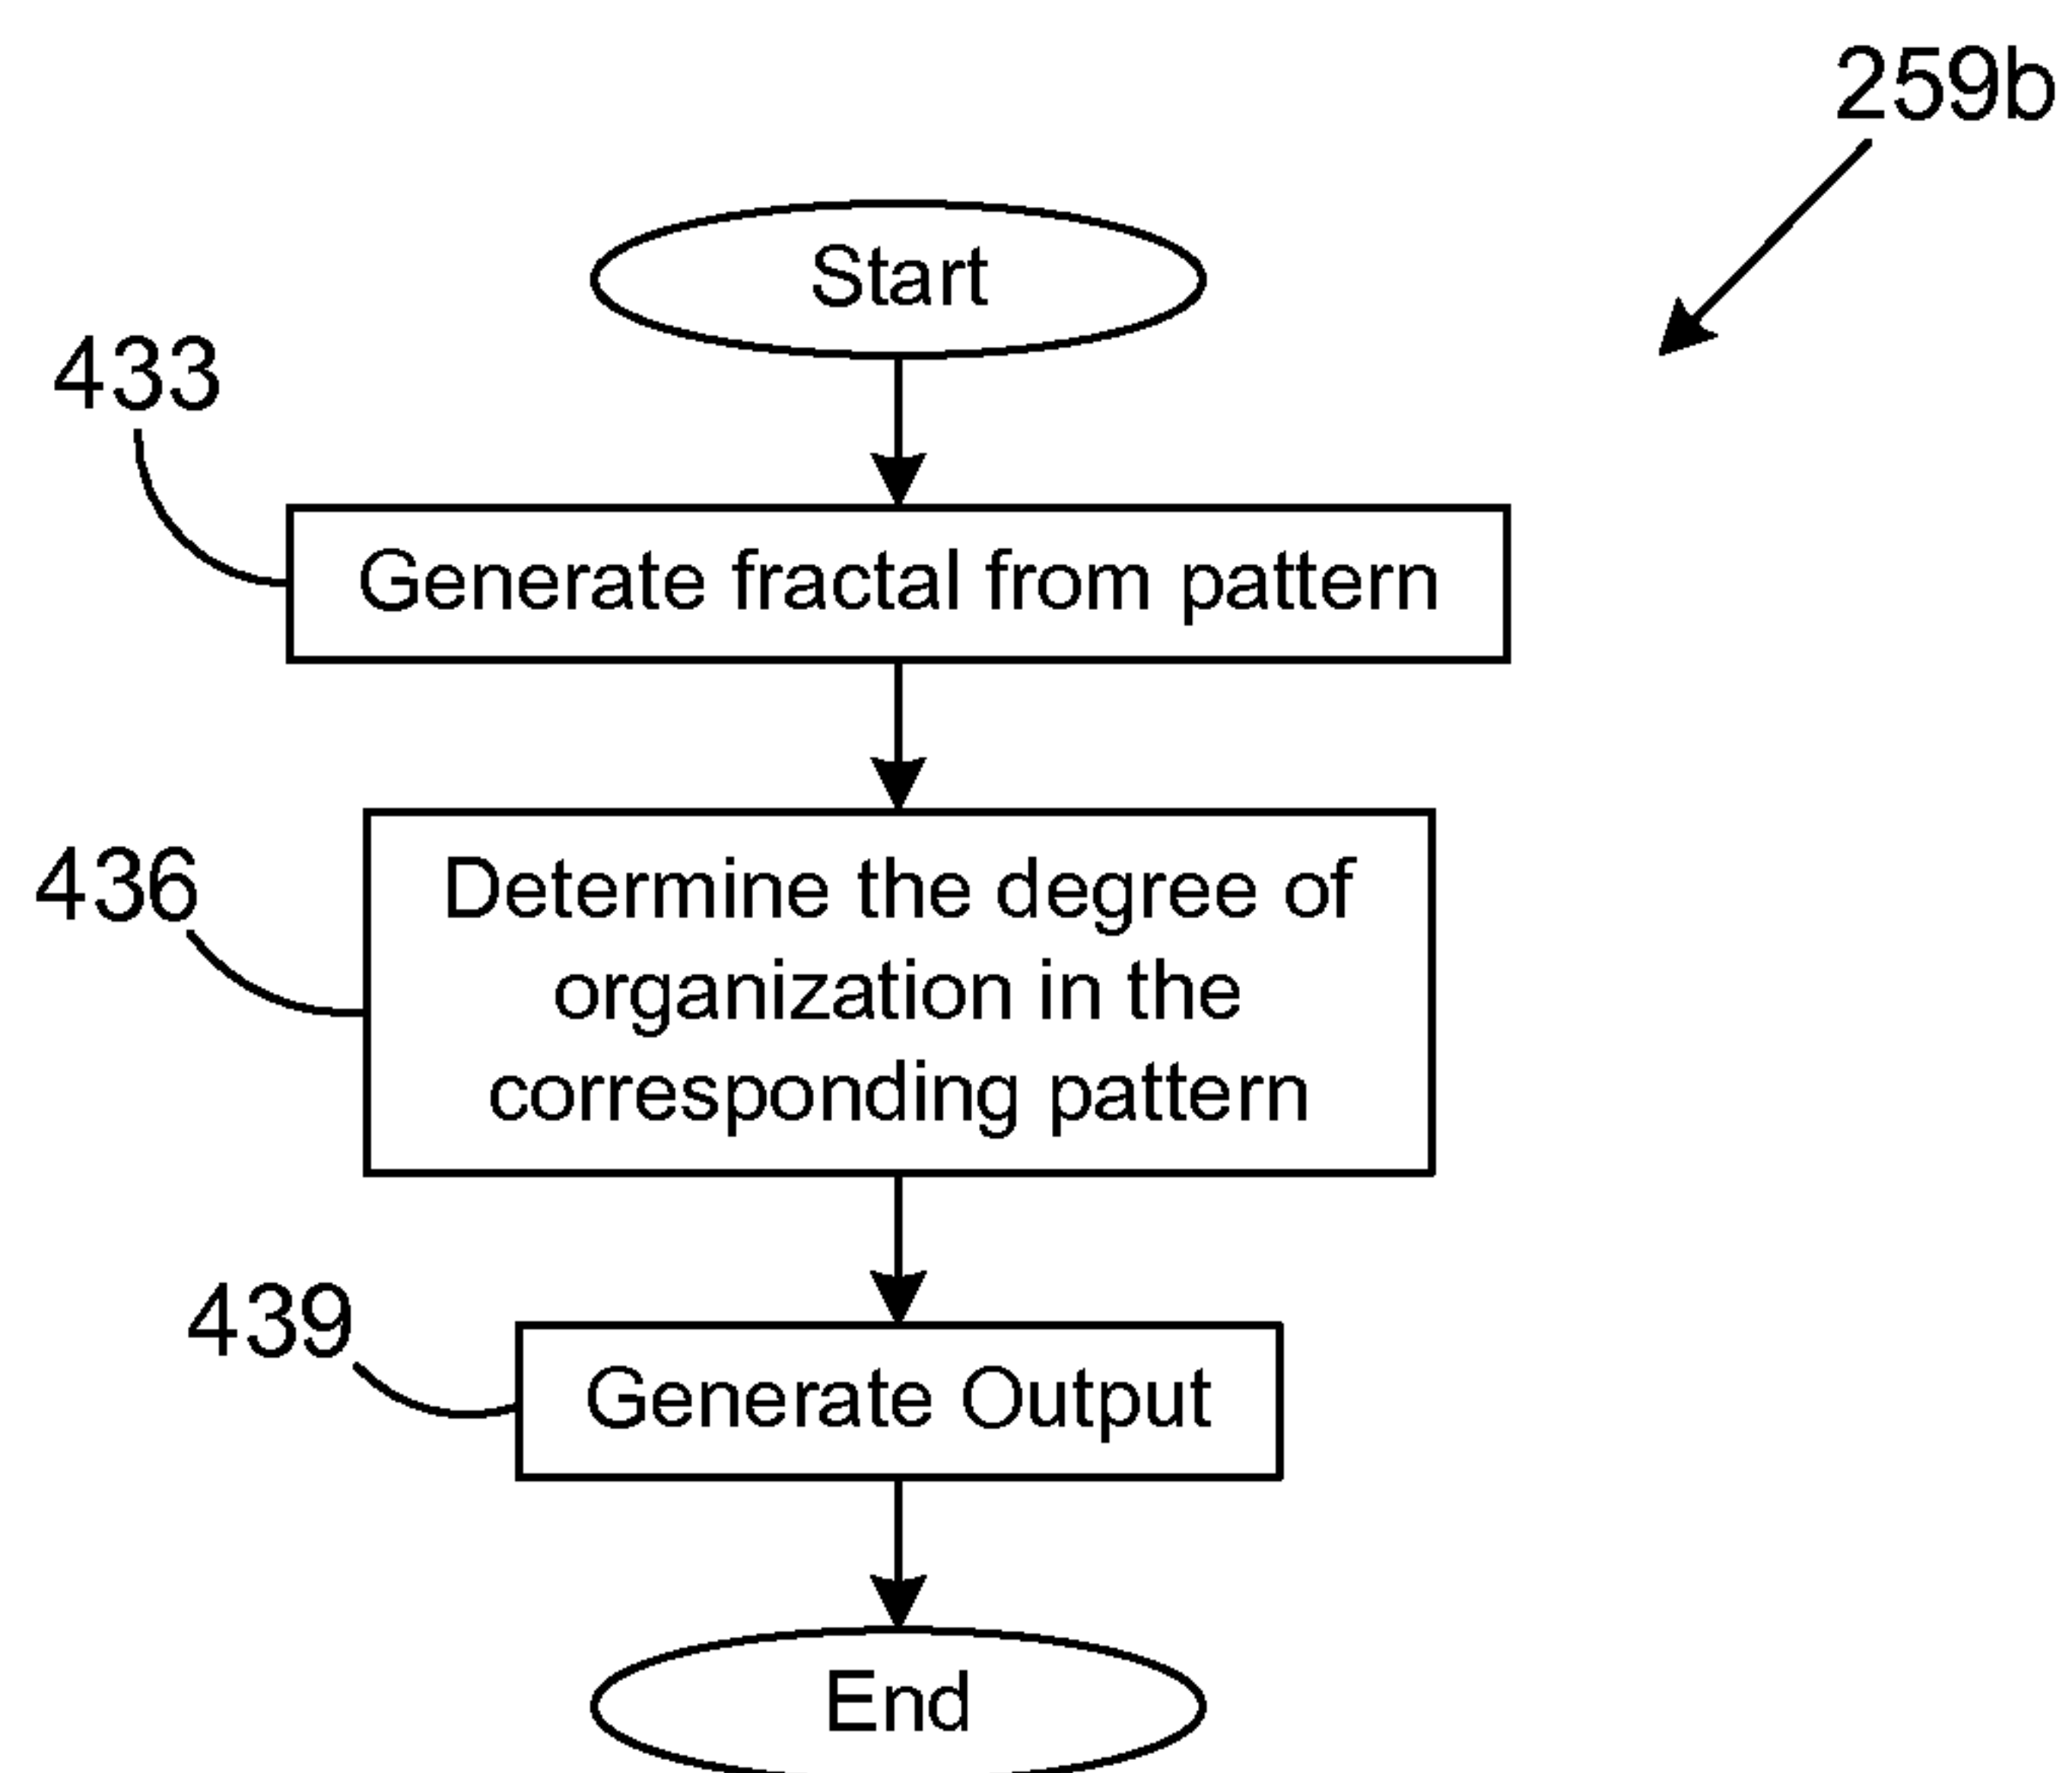 259b
Start
433
Generate fractal from pattern
436
Determine the degree of
organization in the
corresponding pattern
439
Generate Output
End